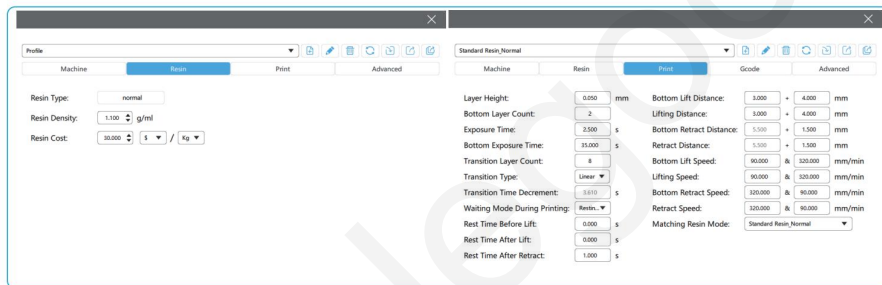 Profile
Machine Resin Print Advanced
Resin Type: normal
Resin Density: 1.100 g/ml
Resin Cost: 30.000 $ / Kg
Standard Resin_Normal
Machine Resin Print Gcode Advanced
Layer Height: 0.050 mm Bottom Lift Distance: 3.000 + 4.000 mm
Bottom Layer Count: 2 Lifting Distance: 3.000 + 4.000 mm
Exposure Time: 2.500 s Bottom Retract Distance: 5.500 + 1.500 mm
Bottom Exposure Time: 35.000 s Retract Distance: 5.500 + 1.500 mm
Transition Layer Count: 8 Bottom Lift Speed: 90.000 & 320.000 mm/min
Transition Type: Linear Lifting Speed: 90.000 & 320.000 mm/min
Transition Time Decrement: 3.610 s Bottom Retract Speed: 320.000 & 90.000 mm/min
Waiting Mode During Printing: Restin... Retract Speed: 320.000 & 90.000 mm/min
Rest Time Before Lift: 0.000 s Matching Resin Mode: Standard Resin_Normal
Rest Time After Lift: 0.000 s
Rest Time After Retract: 1.000 s